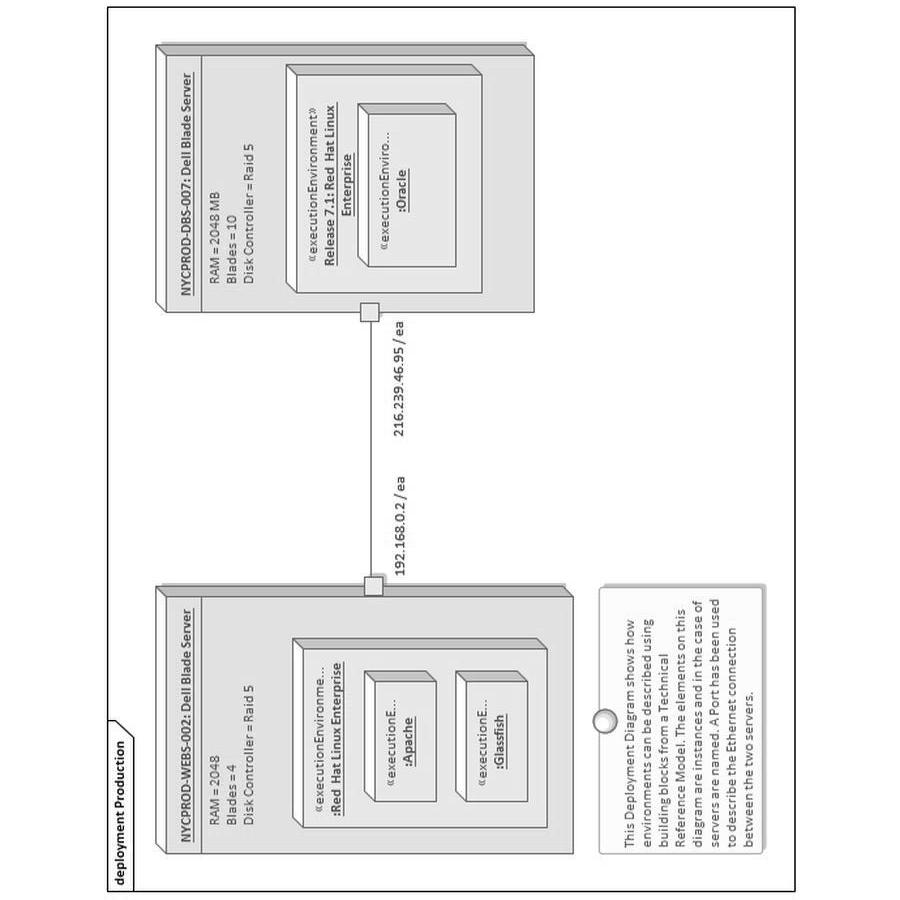 deployment Production
NYCPROD-WEBS-002: Dell Blade Server
RAM = 2048
Blades = 4
Disk Controller = Raid 5
«executionEnvironme...
:Red Hat Linux Enterprise
«executionE...
:Apache
«executionE...
:Glassfish
192.168.0.2 / ea
216.239.46.95 / ea
NYCPROD-DBS-007: Dell Blade Server
RAM = 2048 MB
Blades = 10
Disk Controller = Raid 5
«executionEnvironment»
Release 7.1: Red Hat Linux
Enterprise
«executionEnviro...
:Oracle
This Deployment Diagram shows how
environments can be described using
building blocks from a Technical
Reference Model. The elements on this
diagram are instances and in the case of
servers are named. A Port has been used
to describe the Ethernet connection
between the two servers.